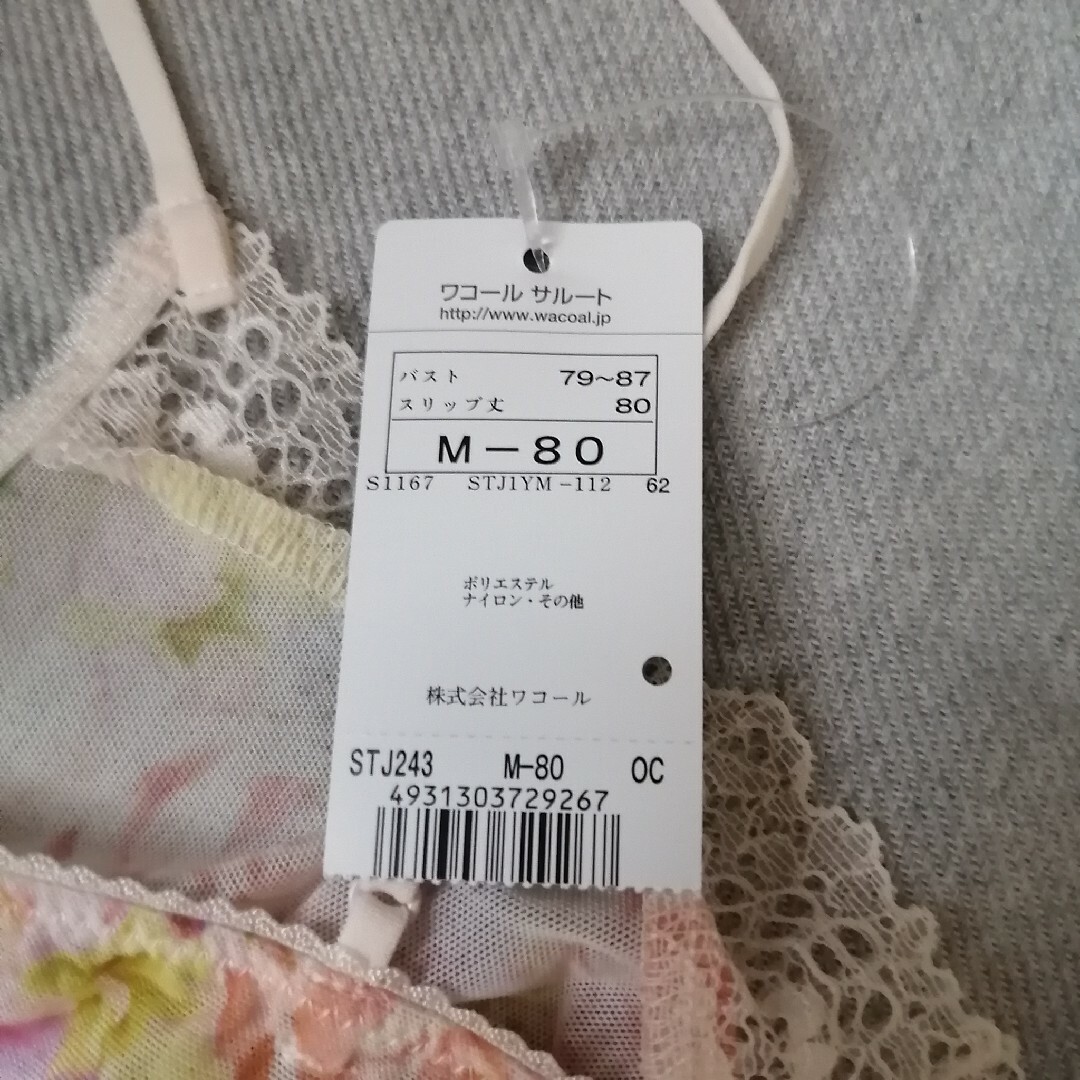 ワコール サルート
http://www.wacoal.jp
バスト 79~87
スリップ丈 80
M-80
S1167 STJ1YM-112 62
ポリエステル
ナイロン・その他
株式会社ワコール
STJ243 M-80 OC
4931303729267